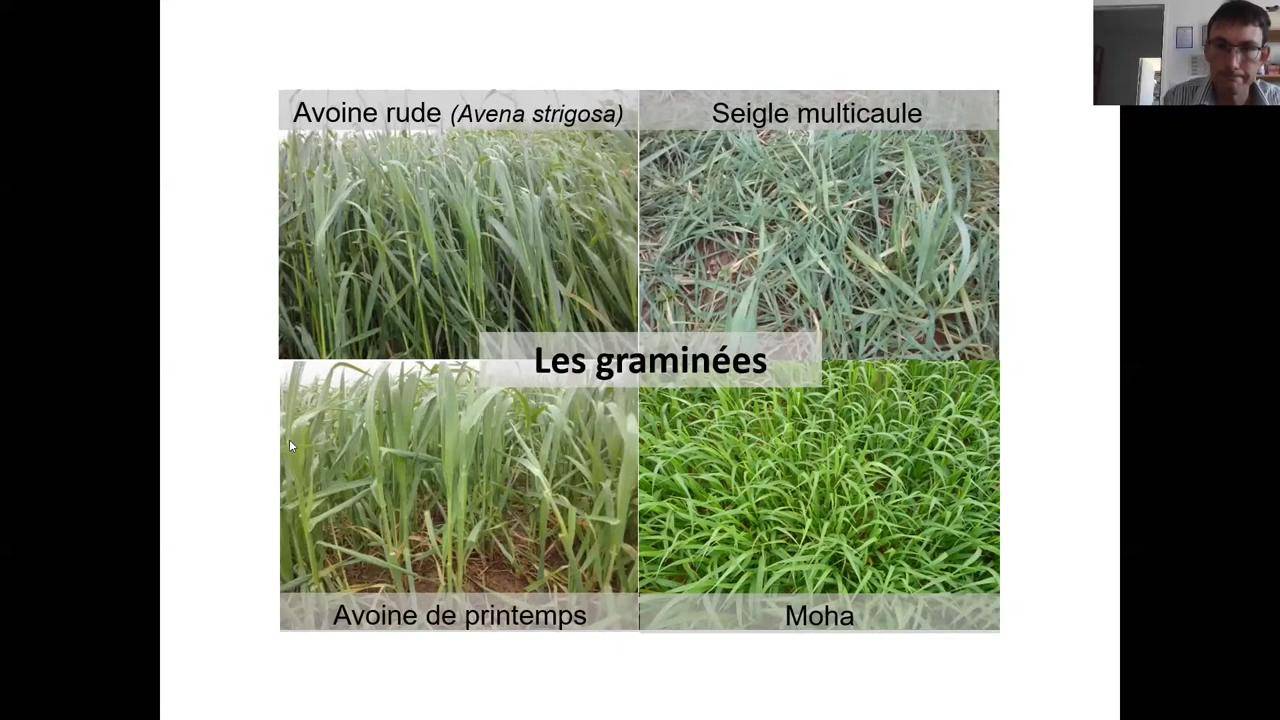 Avoine rude (Avena strigosa)
Seigle multicaule
Les graminées
Avoine de printemps
Moha